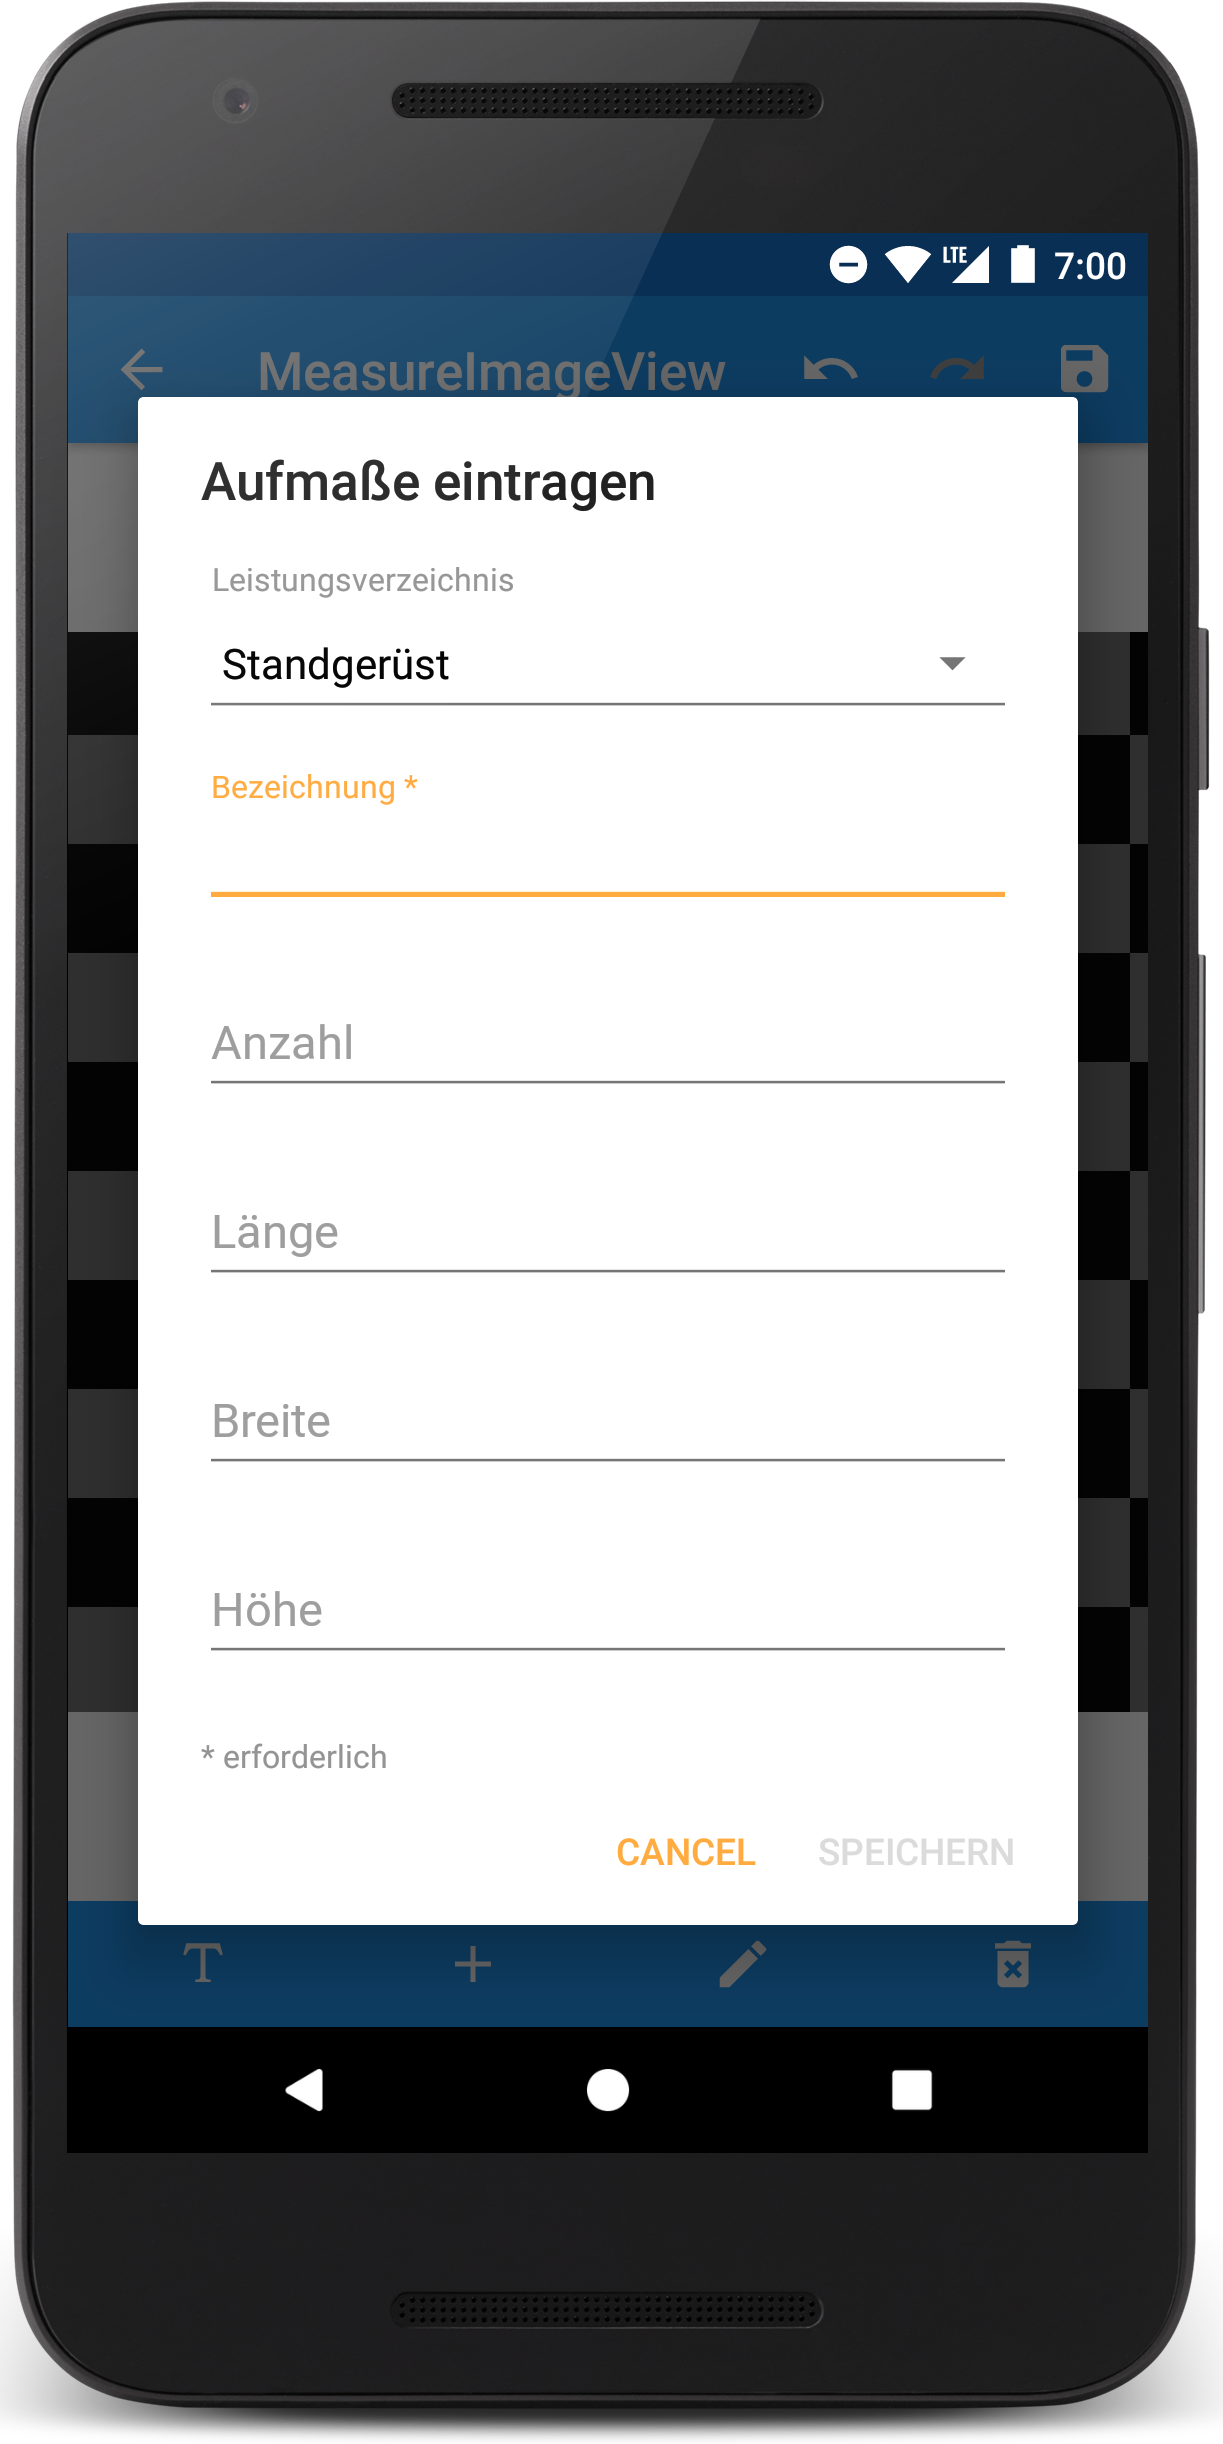 LTE 7:00
MeasureImageView
Aufmaße eintragen
Leistungsverzeichnis
Standgerüst
Bezeichnung *
Anzahl
Länge
Breite
Höhe
* erforderlich
CANCEL SPEICHERN